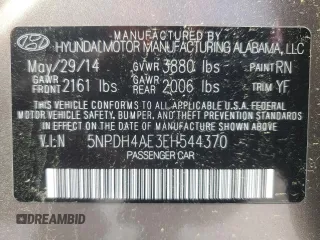 HYUNDAI MOTOR MANUFACTURING ALABAMA, LLC
May/29/14 GVWR 3880 lbs PAINT RN
GAWR FRONT 2161 lbs GAWR REAR 2006 lbs TRIM YF
THIS VEHICLE CONFORMS TO ALL APPLICABLE FEDERAL MOTOR
VEHICLE SAFETY, BUMPER, AND THEFT PREVENTION STANDARDS
IN EFFECT ON THE DATE OF MANUFACTURE SHOWN ABOVE.
V.I.N 5NPDH4AE3EH544370
PASSENGER CAR
DREAMBID